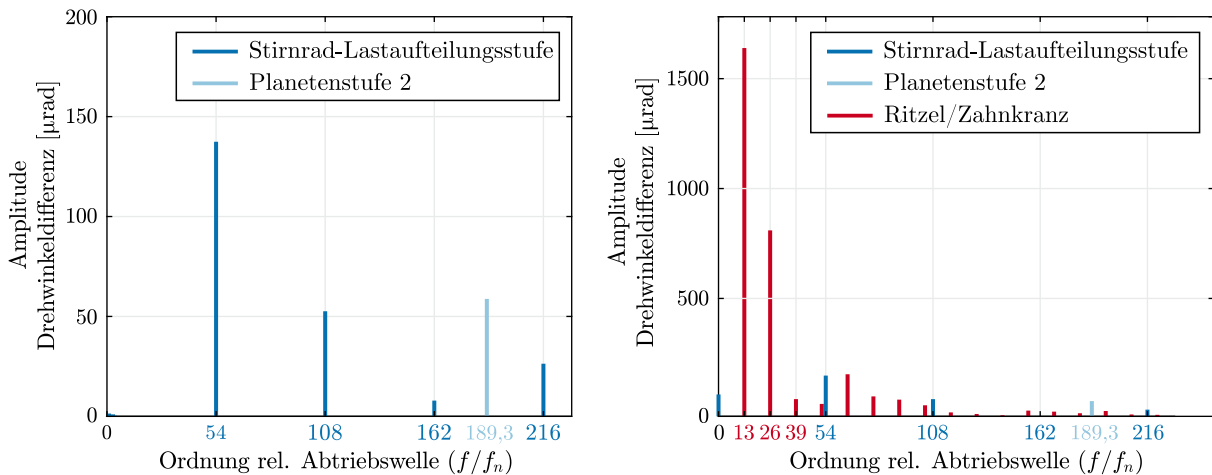 200
150
100
50
0
Amplitude
Drehwinkeldifferenz [µrad]
Stirnrad-Lastaufteilungsstufe
Planetenstufe 2
0 54 108 162 189,3 216
Ordnung rel. Abtriebswelle (f/fn)
1500
1000
500
0
Amplitude
Drehwinkeldifferenz [µrad]
Stirnrad-Lastaufteilungsstufe
Planetenstufe 2
Ritzel/Zahnkranz
0 13 26 39 54 108 162 189,3 216
Ordnung rel. Abtriebswelle (f/fn)